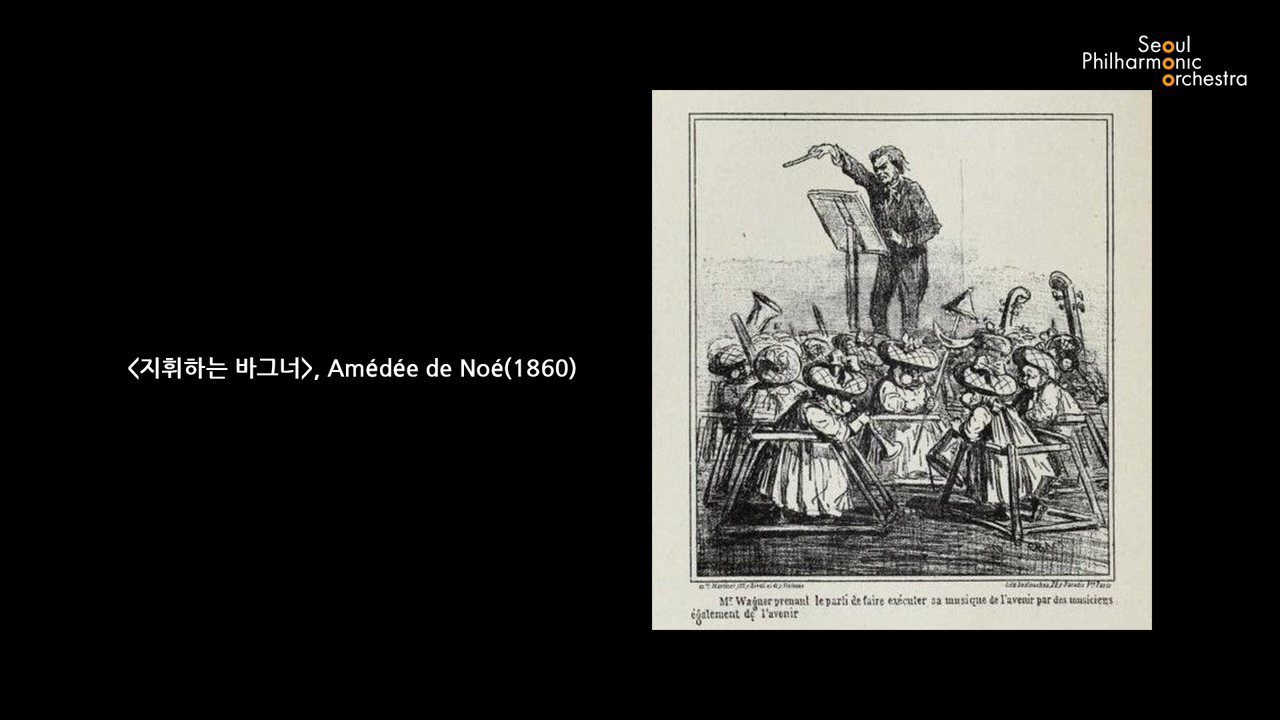 Seoul
Philharmonic
orchestra
<지휘하는 바그너>, Amédée de Noé(1860)
Mr Wagner prenant le parti de faire exécuter sa musique de l'avenir par des musiciens
également de l'avenir